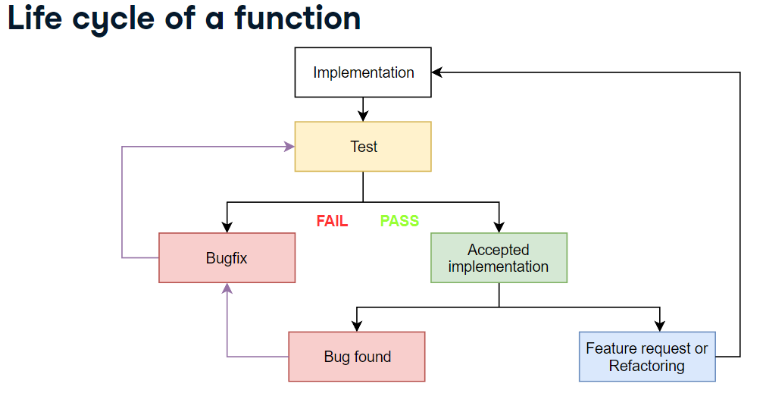 Life cycle of a function
Implementation
Test
FAIL
PASS
Bugfix
Accepted
implementation
Bug found
Feature request or
Refactoring